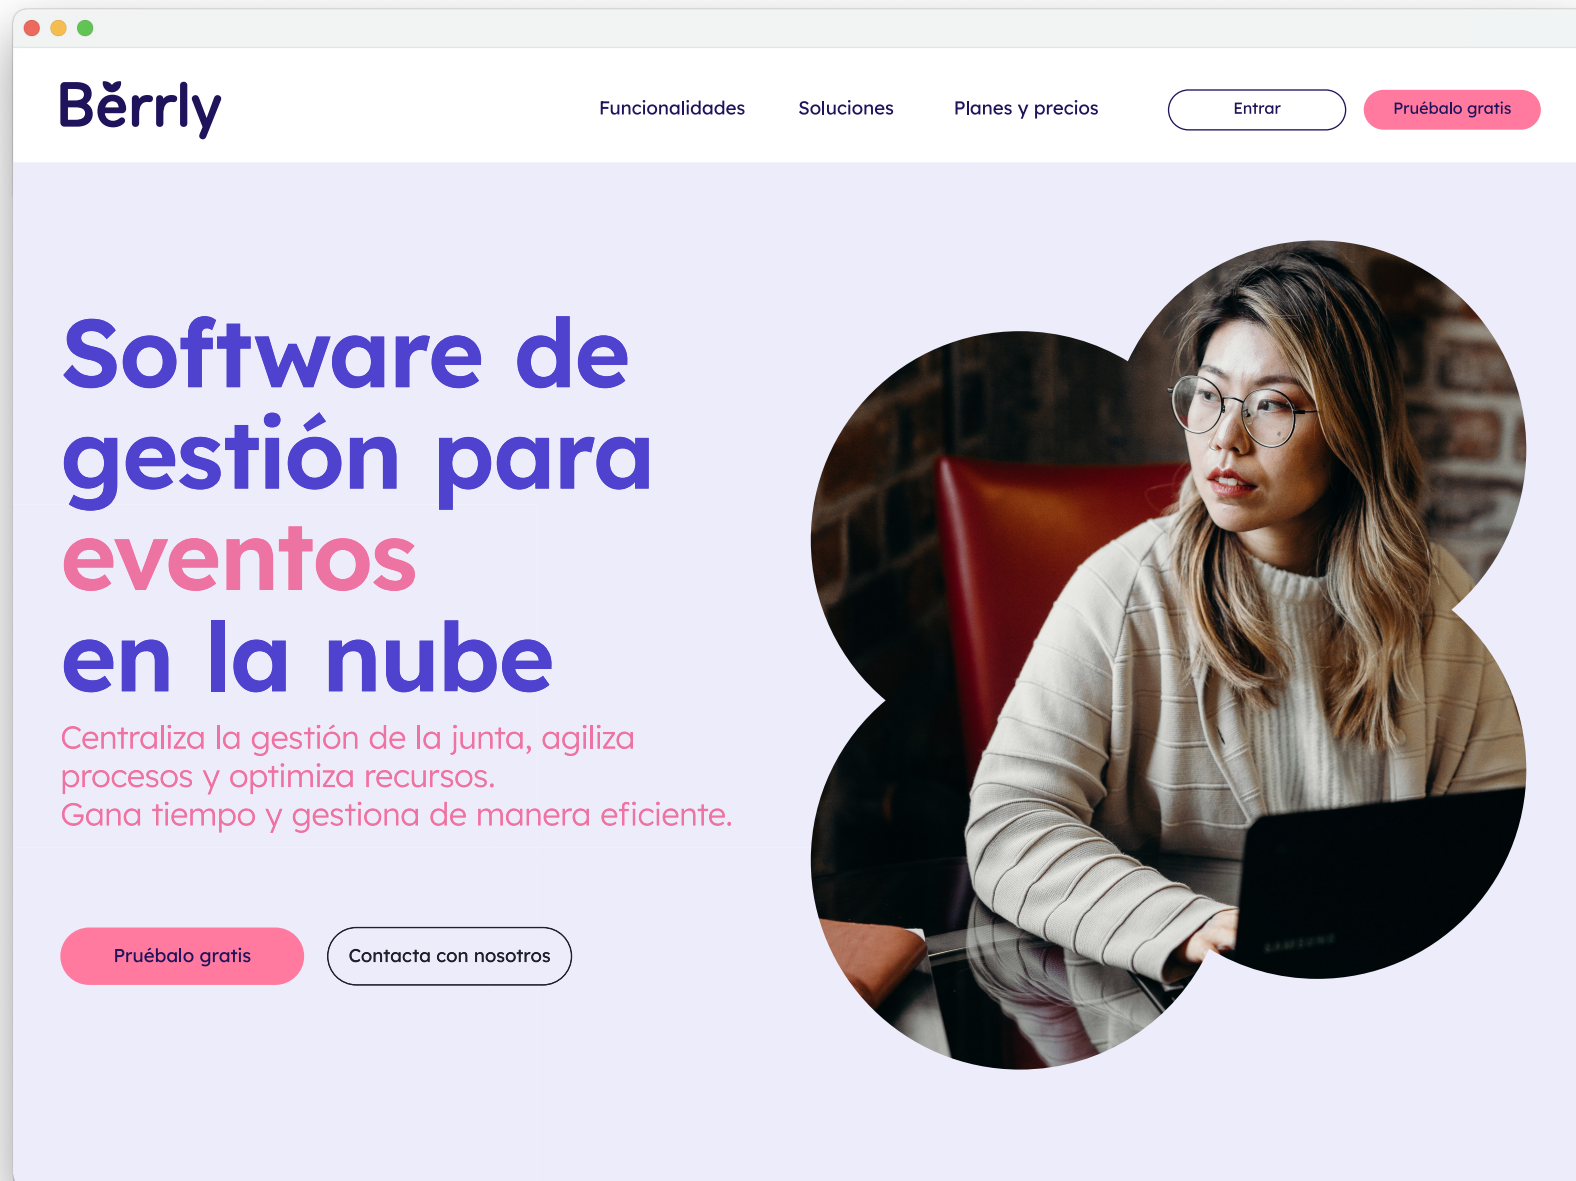 Bĕrrly
Funcionalidades
Soluciones
Planes y precios
Entrar
Pruébalo gratis
Software de
gestión para
eventos
en la nube
Centraliza la gestión de la junta, agiliza
procesos y optimiza recursos.
Gana tiempo y gestiona de manera eficiente.
Pruébalo gratis
Contacta con nosotros
SAMSUNG